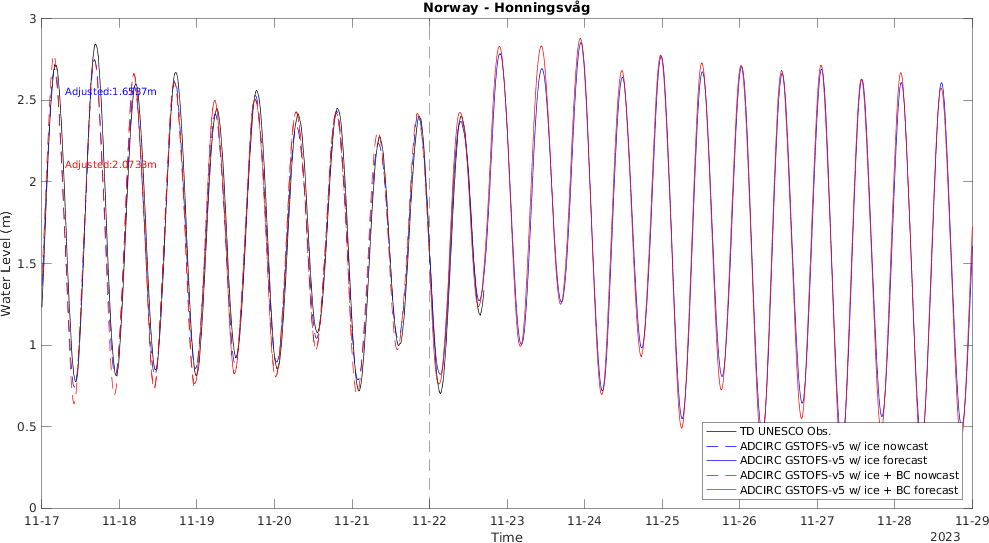 Norway - Honningsvåg
Water Level (m)
3
2.5
2
1.5
1
0.5
0
Adjusted:1.6537m
Adjusted:2.0733m
TD UNESCO Obs.
ADCIRC GSTOFS-v5 w/ ice nowcast
ADCIRC GSTOFS-v5 w/ ice forecast
ADCIRC GSTOFS-v5 w/ ice + BC nowcast
ADCIRC GSTOFS-v5 w/ ice + BC forecast
11-17 11-18 11-19 11-20 11-21 11-22 11-23 11-24 11-25 11-26 11-27 11-28 11-29
Time
2023